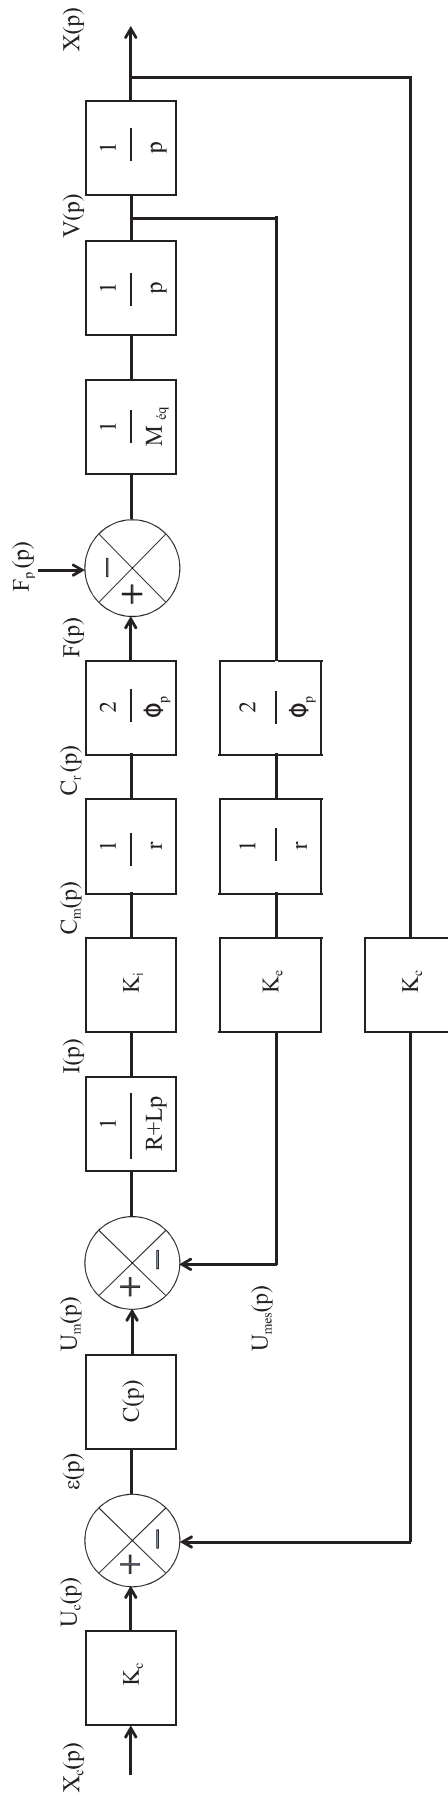 X_c(p)
K_c
U_c(p)
+
−
ε(p)
C(p)
U_m(p)
+
−
1
R+Lp
I(p)
K_i
C_m(p)
1
r
C_r(p)
2
ϕ_p
F(p)
F_p(p)
+
−
1
M_éq
1
p
V(p)
1
p
X(p)
U_mes(p)
K_e
1
r
2
ϕ_p
K_c